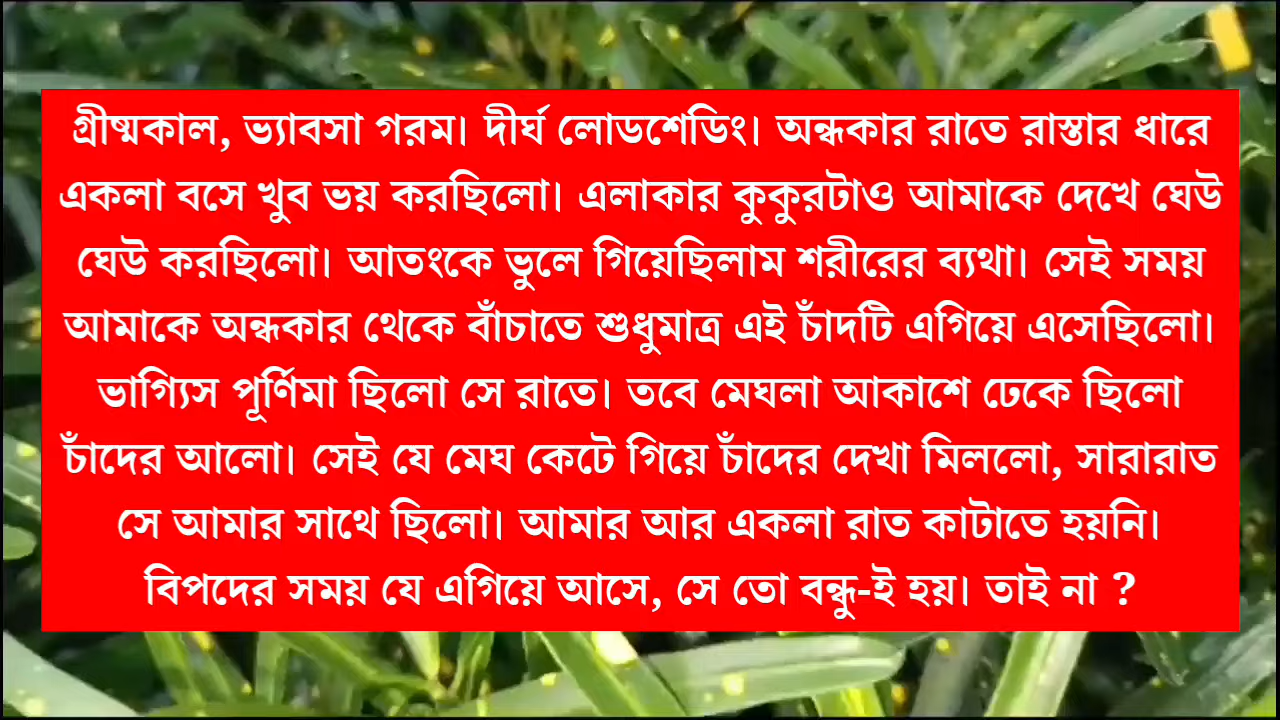 গ্রীষ্মকাল, ভ্যাবসা গরম। দীর্ঘ লোডশেডিং। অন্ধকার রাতে রাস্তার ধারে
একলা বসে খুব ভয় করছিলো। এলাকার কুকুরটাও আমাকে দেখে ঘেউ
ঘেউ করছিলো। আতংকে ভুলে গিয়েছিলাম শরীরের ব্যথা। সেই সময়
আমাকে অন্ধকার থেকে বাঁচাতে শুধুমাত্র এই চাঁদটি এগিয়ে এসেছিলো।
ভাগ্যিস পূর্ণিমা ছিলো সে রাতে। তবে মেঘলা আকাশে ঢেকে ছিলো
চাঁদের আলো। সেই যে মেঘ কেটে গিয়ে চাঁদের দেখা মিললো, সারারাত
সে আমার সাথে ছিলো। আমার আর একলা রাত কাটাতে হয়নি।
বিপদের সময় যে এগিয়ে আসে, সে তো বন্ধু-ই হয়। তাই না ?